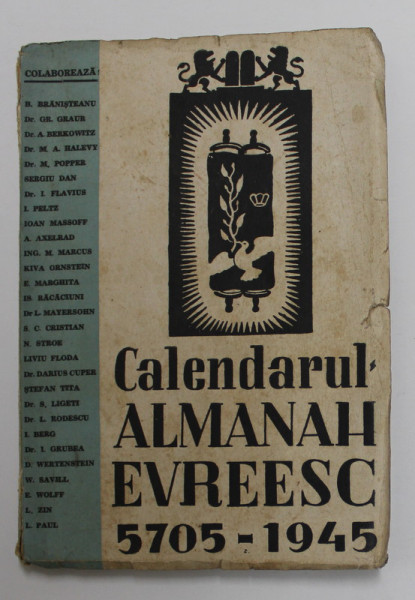 COLABOREAZĂ:
B. BRĂNIȘTEANU
Dr. GR. GRAUR
Dr. A. BERKOWITZ
Dr. M. A. HALEVY
Dr. M. POPPER
SERGIU DAN
Dr. I. FLAVIUS
I. PELTZ
IOAN MASSOFF
A. AXELRAD
ING. M. MARCUS
KIVA ORNSTEIN
E. MARGHITA
IS. RĂCĂCIUNI
Dr L. MAYERSOHN
S. C. CRISTIAN
N. STROE
LIVIU FLODA
Dr. DARIUS CUPER
ȘTEFAN TITA
Dr. S. LIGETI
Dr. L. RODESCU
I. BERG
Dr. I. GRUBEA
D. WERTENSTEIN
W. SAVILL
E. WOLFF
L. ZIN
L. PAUL
Calendarul-
ALMANAH
EVREESC
5705-1945